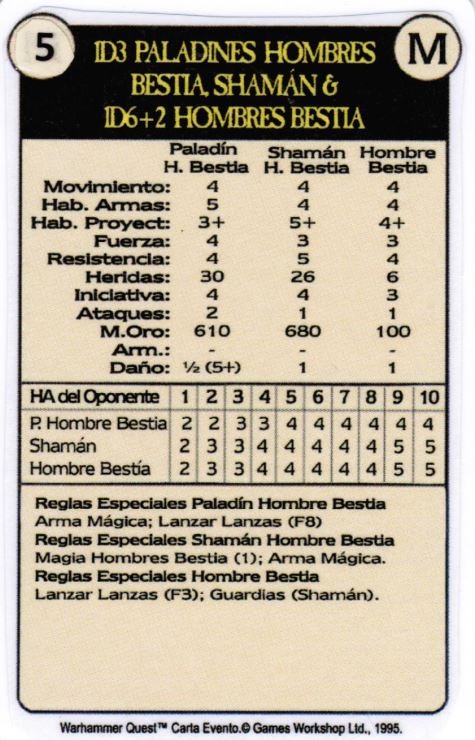 5
M
1D3 PALADINES HOMBRES
BESTIA, SHAMÁN &
1D6+2 HOMBRES BESTIA
Paladín H. Bestia Shamán H. Bestia Hombre Bestia
Movimiento: 4 4 4
Hab. Armas: 5 4 4
Hab. Proyect: 3+ 5+ 4+
Fuerza: 4 3 3
Resistencia: 4 5 4
Heridas: 30 26 6
Iniciativa: 4 4 3
Ataques: 2 1 1
M.Oro: 610 680 100
Arm.: - - -
Daño: ½ (5+) 1 1
HA del Oponente 1 2 3 4 5 6 7 8 9 10
P. Hombre Bestia 2 2 3 3 4 4 4 4 4 4
Shamán 2 3 3 4 4 4 4 4 5 5
Hombre Bestía 2 3 3 4 4 4 4 4 5 5
Reglas Especiales Paladín Hombre Bestia
Arma Mágica; Lanzar Lanzas (F8)
Reglas Especiales Shamán Hombre Bestia
Magia Hombres Bestia (1); Arma Mágica.
Reglas Especiales Hombre Bestia
Lanzar Lanzas (F3); Guardias (Shamán).
Warhammer Quest™ Carta Evento.© Games Workshop Ltd., 1995.